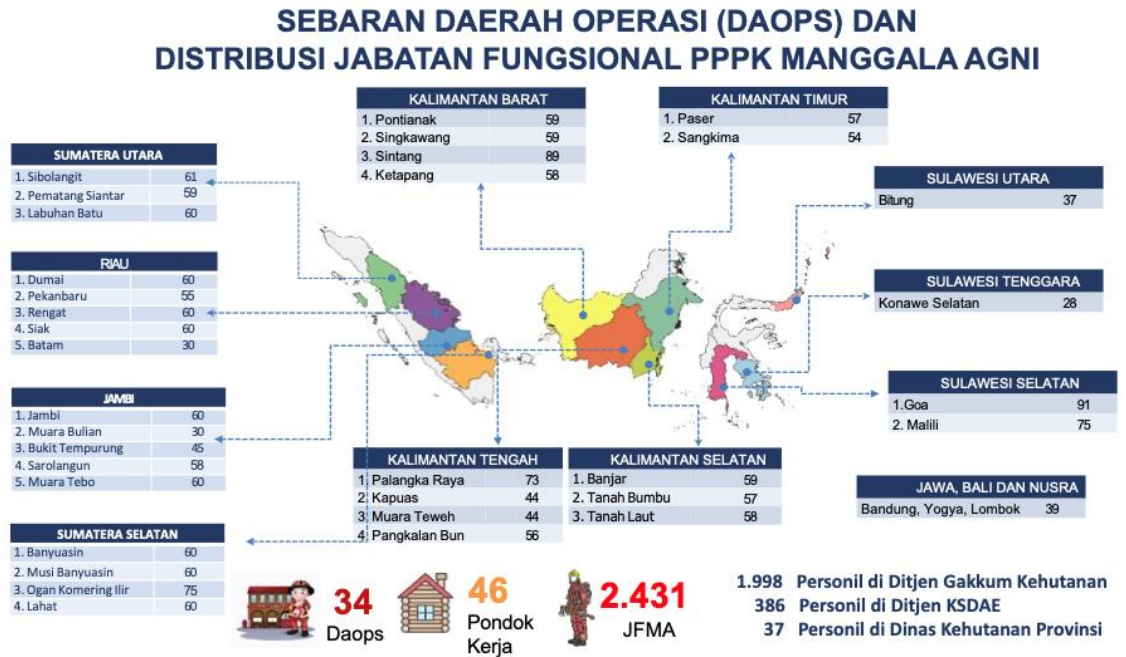 SEBARAN DAERAH OPERASI (DAOPS) DAN
DISTRIBUSI JABATAN FUNGSIONAL PPPK MANGGALA AGNI
KALIMANTAN BARAT
1. Pontianak 59
2. Singkawang 59
3. Sintang 89
4. Ketapang 58
KALIMANTAN TIMUR
1. Paser 57
2. Sangkima 54
SUMATERA UTARA
1. Sibolangit 61
2. Pematang Siantar 59
3. Labuhan Batu 60
SULAWESI UTARA
Bitung 37
RIAU
1. Dumai 60
2. Pekanbaru 55
3. Rengat 60
4. Siak 60
5. Batam 30
SULAWESI TENGGARA
Konawe Selatan 28
JAMBI
1. Jambi 60
2. Muara Bulian 30
3. Bukit Tempurung 45
4. Sarolangun 58
5. Muara Tebo 60
SULAWESI SELATAN
1.Goa 91
2. Malili 75
KALIMANTAN TENGAH
1. Palangka Raya 73
2. Kapuas 44
3. Muara Teweh 44
4. Pangkalan Bun 56
KALIMANTAN SELATAN
1. Banjar 59
2. Tanah Bumbu 57
3. Tanah Laut 58
JAWA, BALI DAN NUSRA
Bandung, Yogya, Lombok 39
SUMATERA SELATAN
1. Banyuasin 60
2. Musi Banyuasin 60
3. Ogan Komering Ilir 75
4. Lahat 60
34
Daops
46
Pondok
Kerja
2.431
JFMA
1.998 Personil di Ditjen Gakkum Kehutanan
386 Personil di Ditjen KSDAE
37 Personil di Dinas Kehutanan Provinsi